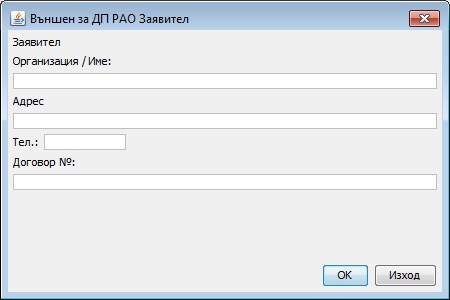 Външен за ДП РАО Заявител
Заявител
Организация / Име:
Адрес
Тел.:
Договор №:
OK Изход